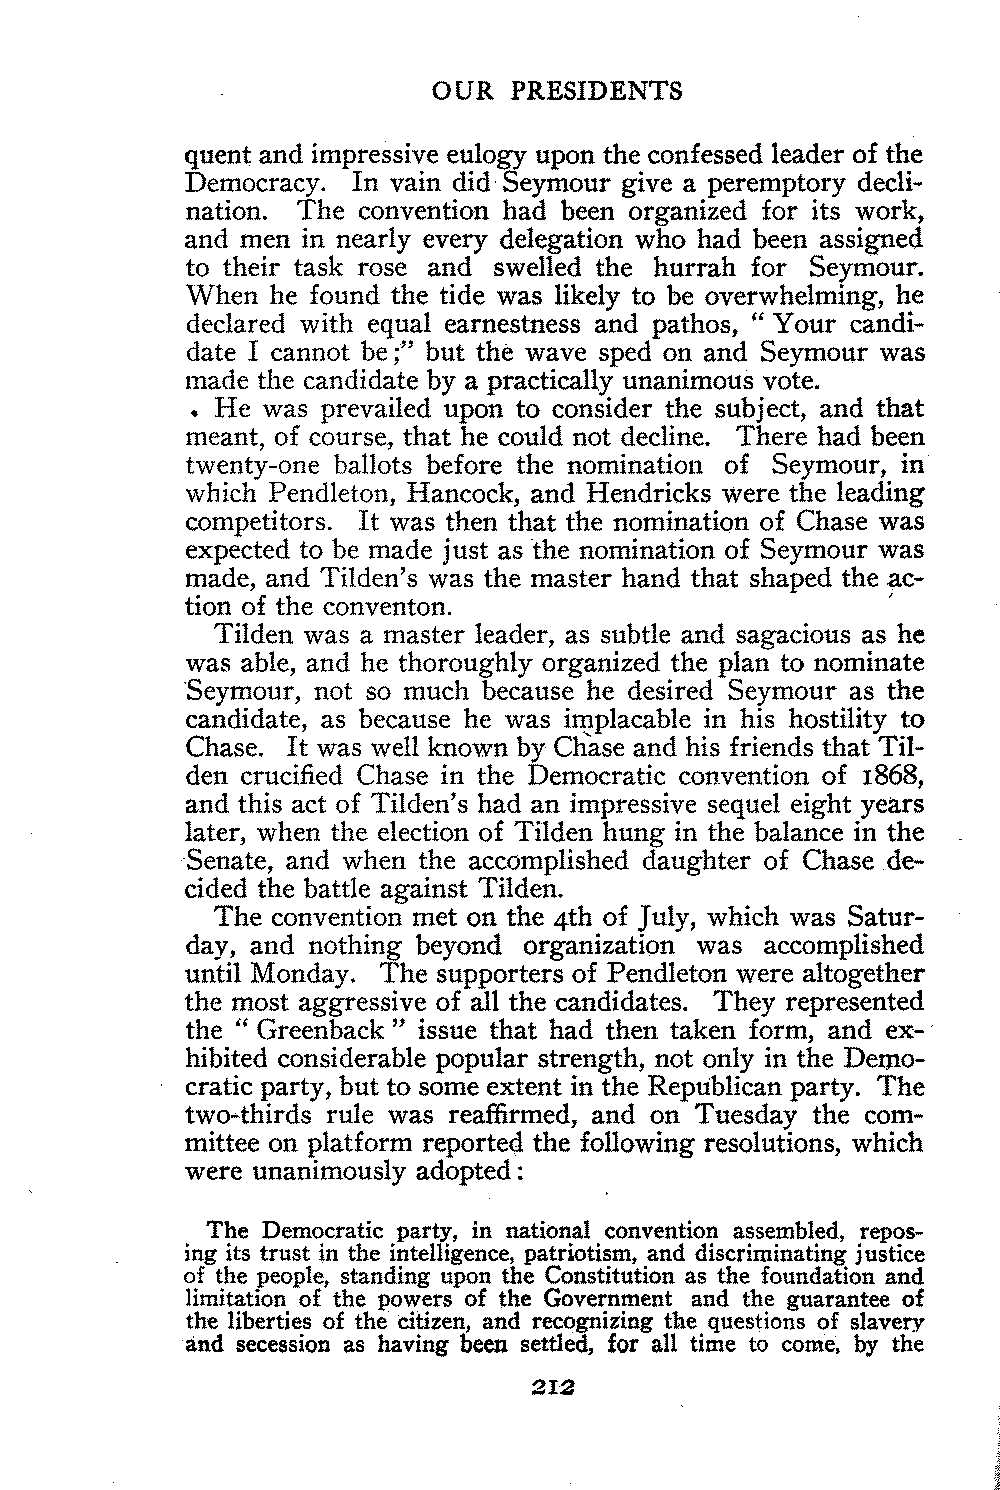 OUR PRESIDENTS
quent and impressive eulogy upon the confessed leader of the
Democracy. In vain did Seymour give a peremptory decli-
nation. The convention had been organized for its work,
and men in nearly every delegation who had been assigned
to their task rose and swelled the hurrah for Seymour.
When he found the tide was likely to be overwhelming, he
declared with equal earnestness and pathos, " Your candi-
date I cannot be;" but the wave sped on and Seymour was
made the candidate by a practically unanimous vote.
He was prevailed upon to consider the subject, and that
meant, of course, that he could not decline. There had been
twenty-one ballots before the nomination of Seymour, in
which Pendleton, Hancock, and Hendricks were the leading
competitors. It was then that the nomination of Chase was
expected to be made just as the nomination of Seymour was
made, and Tilden's was the master hand that shaped the ac-
tion of the conventon.
Tilden was a master leader, as subtle and sagacious as he
was able, and he thoroughly organized the plan to nominate
Seymour, not so much because he desired Seymour as the
candidate, as because he was implacable in his hostility to
Chase. It was well known by Chase and his friends that Til-
den crucified Chase in the Democratic convention of 1868,
and this act of Tilden's had an impressive sequel eight years
later, when the election of Tilden hung in the balance in the
Senate, and when the accomplished daughter of Chase de-
cided the battle against Tilden.
The convention met on the 4th of July, which was Satur-
day, and nothing beyond organization was accomplished
until Monday. The supporters of Pendleton were altogether
the most aggressive of all the candidates. They represented
the " Greenback " issue that had then taken form, and ex-
hibited considerable popular strength, not only in the Demo-
cratic party, but to some extent in the Republican party. The
two-thirds rule was reaffirmed, and on Tuesday the com-
mittee on platform reported the following resolutions, which
were unanimously adopted:
The Democratic party, in national convention assembled, repos-
ing its trust in the intelligence, patriotism, and discriminating justice
of the people, standing upon the Constitution as the foundation and
limitation of the powers of the Government and the guarantee of
the liberties of the citizen, and recognizing the questions of slavery
and secession as having been settled, for all time to come, by the
212